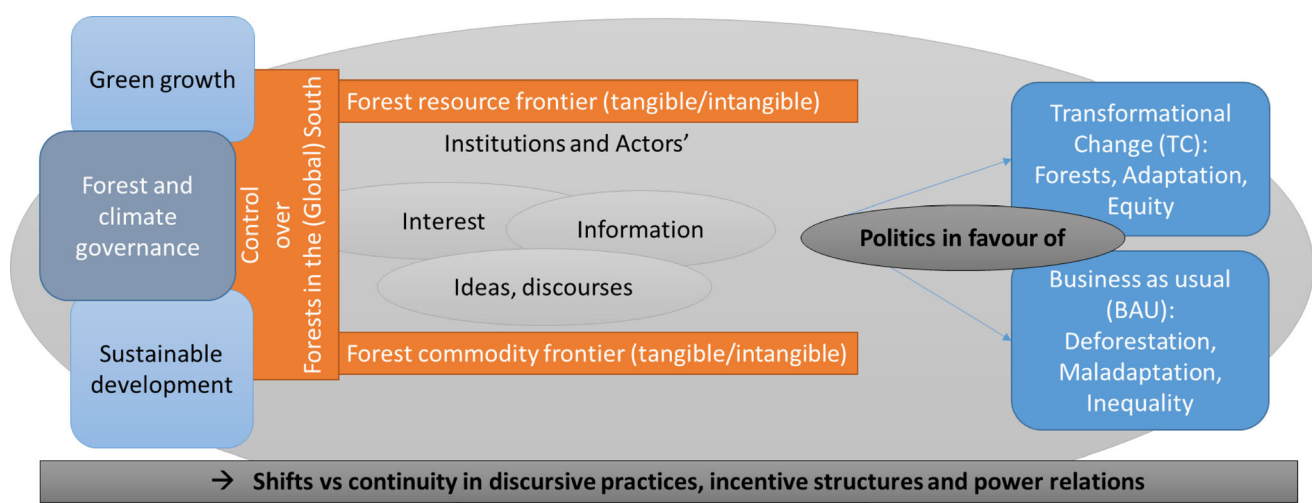 Green growth
Forest and
climate
governance
Sustainable
development
Control
over
Forests in the (Global) South
Forest resource frontier (tangible/intangible)
Institutions and Actors’
Interest
Information
Ideas, discourses
Forest commodity frontier (tangible/intangible)
Politics in favour of
Transformational
Change (TC):
Forests, Adaptation,
Equity
Business as usual
(BAU):
Deforestation,
Maladaptation,
Inequality
→ Shifts vs continuity in discursive practices, incentive structures and power relations